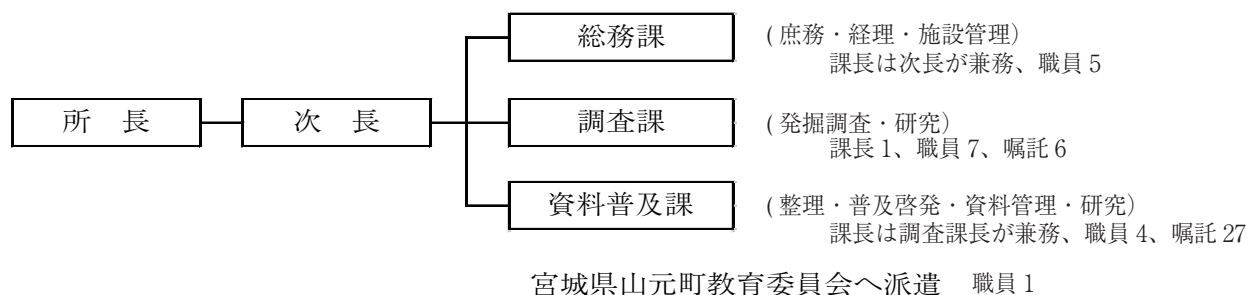 総務課
(庶務・経理・施設管理)
課長は次長が兼務、職員 5
所　長
次　長
調査課
(発掘調査・研究)
課長 1、職員 7、嘱託 6
資料普及課
(整理・普及啓発・資料管理・研究)
課長は調査課長が兼務、職員 4、嘱託 27
宮城県山元町教育委員会へ派遣　職員 1